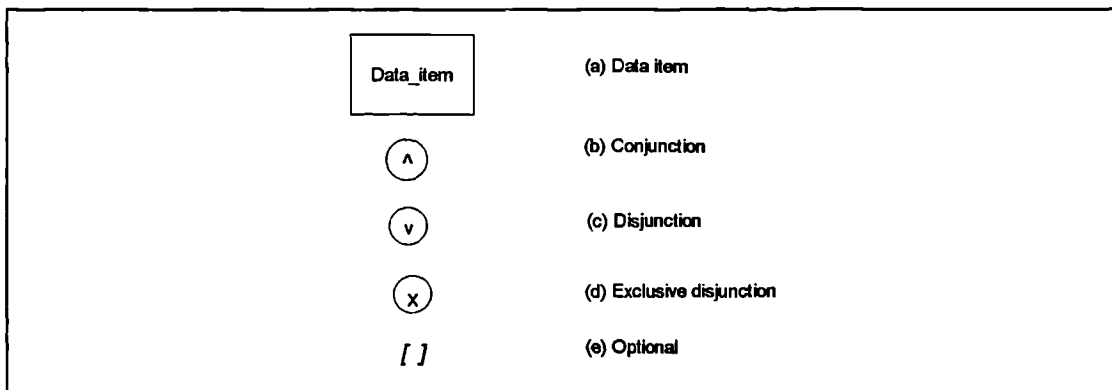 Data_item (a) Data item
^ (b) Conjunction
v (c) Disjunction
X (d) Exclusive disjunction
[ ] (e) Optional